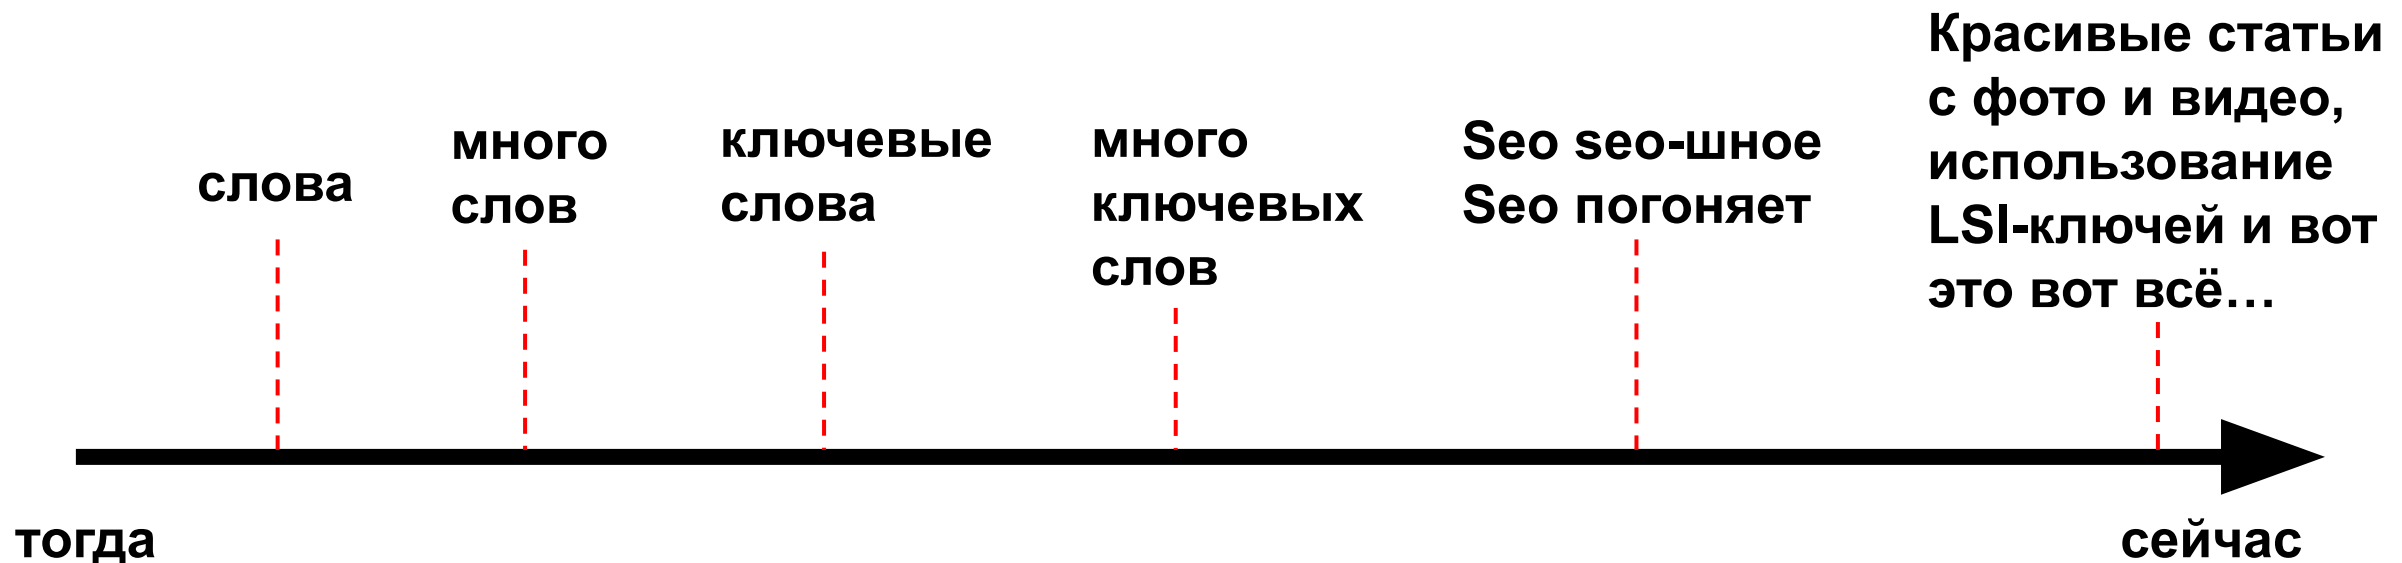 слова
много
слов
ключевые
слова
много
ключевых
слов
Seo seo-шное
Seo погоняет
Красивые статьи
с фото и видео,
использование
LSI-ключей и вот
это вот всё…
тогда
сейчас